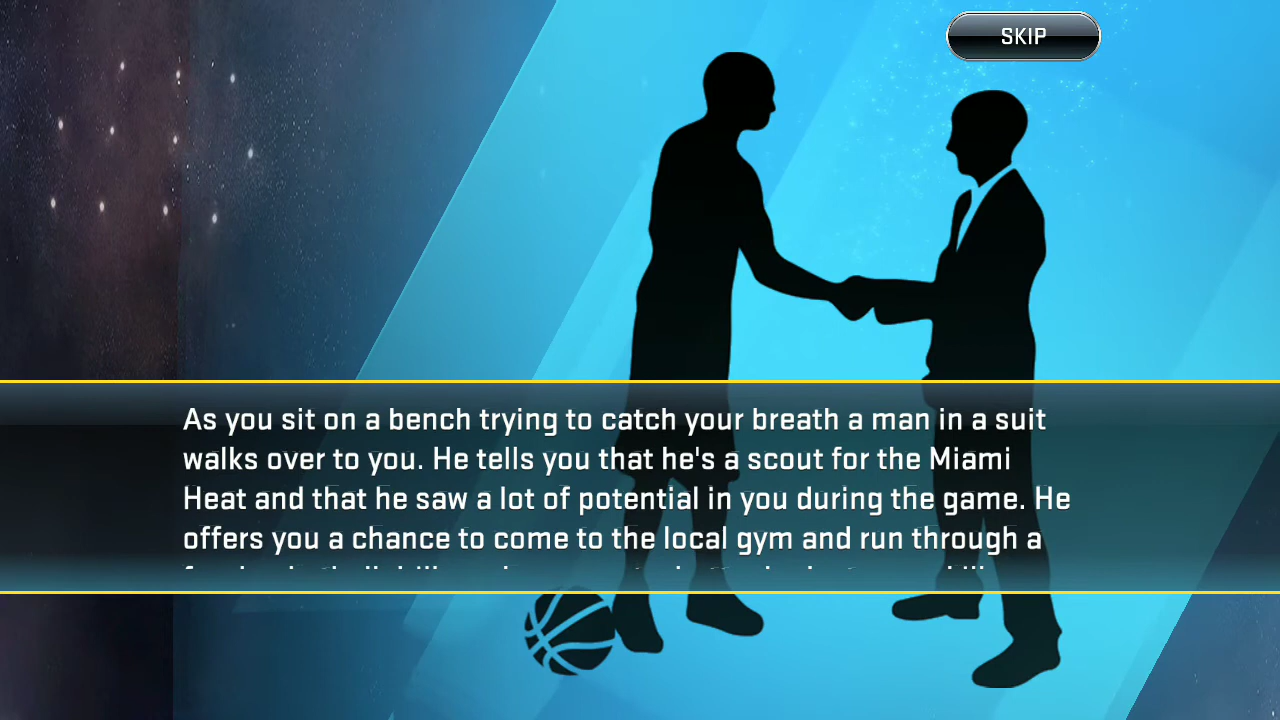 SKIP
As you sit on a bench trying to catch your breath a man in a suit
walks over to you. He tells you that he's a scout for the Miami
Heat and that he saw a lot of potential in you during the game. He
offers you a chance to come to the local gym and run through a